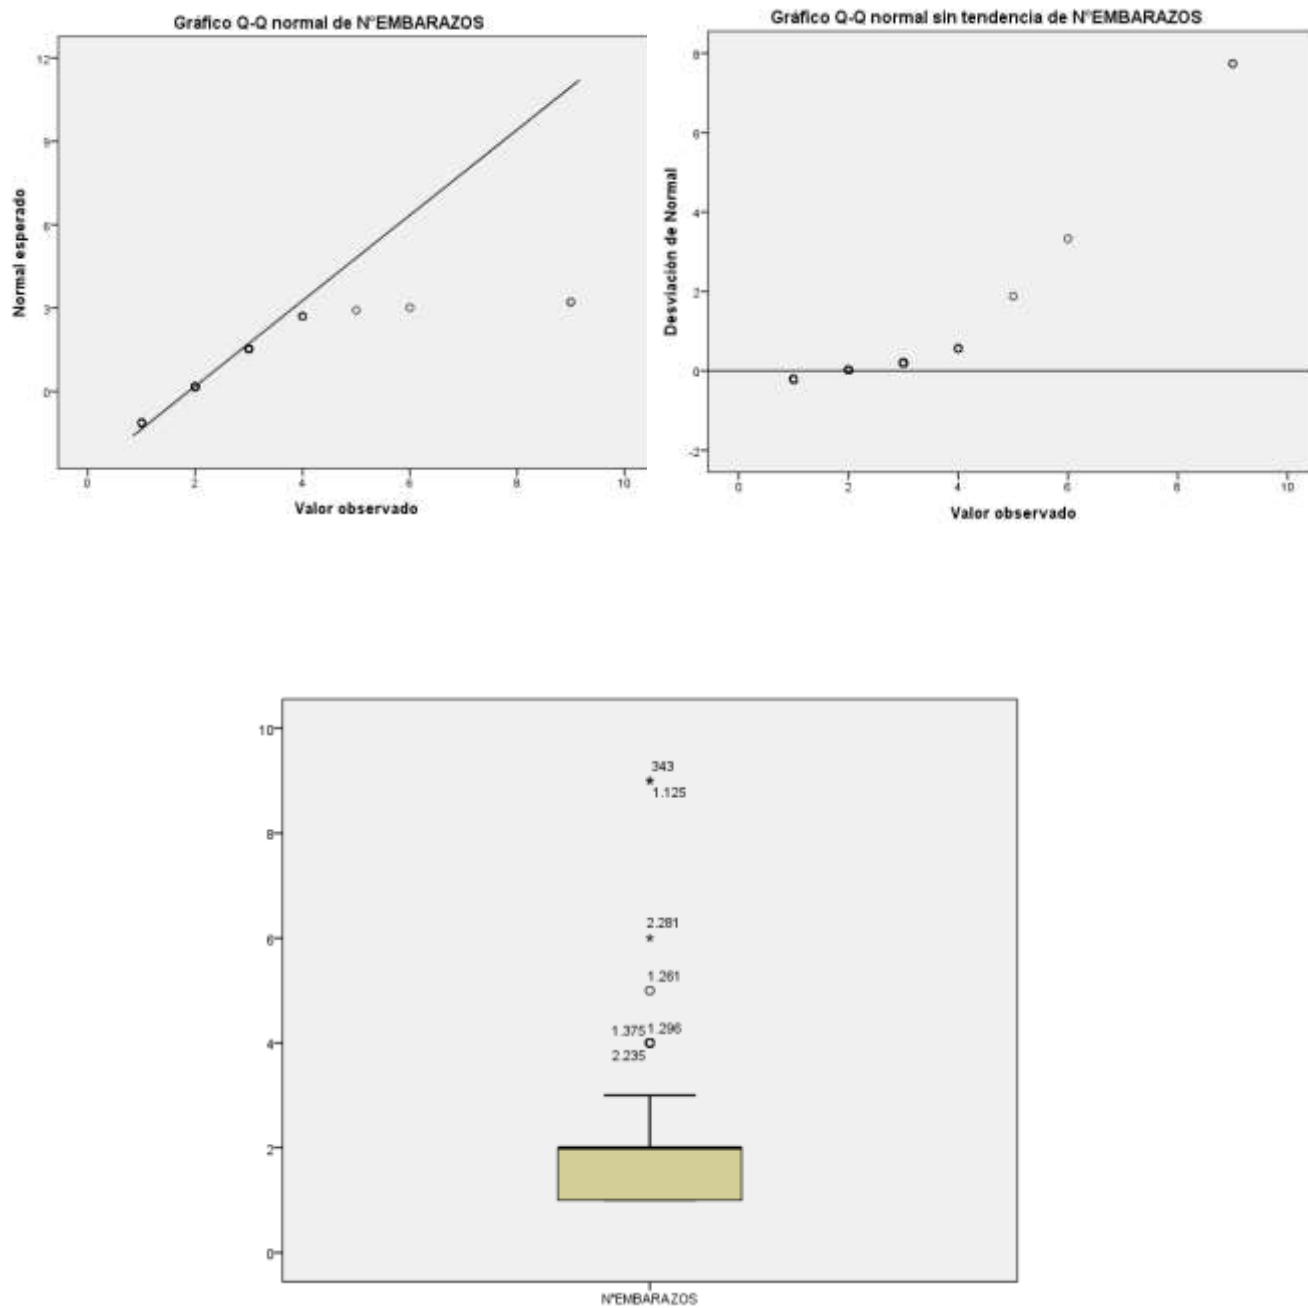 Gráfico Q-Q normal de N°EMBARAZOS
12
9
6
3
0
Normal esperado
0 2 4 6 8 10
Valor observado
Gráfico Q-Q normal sin tendencia de N°EMBARAZOS
8
6
4
2
0
-2
Desviación de Normal
0 2 4 6 8 10
Valor observado
10
8
6
4
2
0
343
1.125
2.281
1.261
1.375 1.296
2.235
N°EMBARAZOS